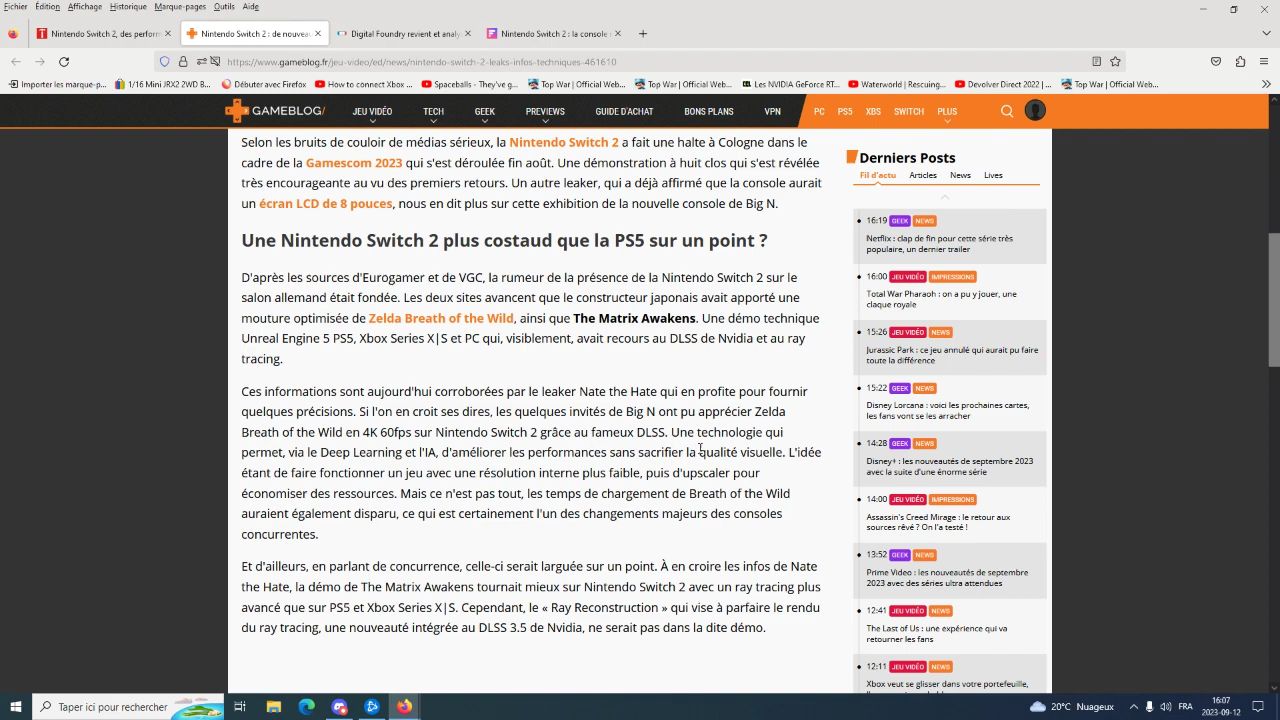 Fichier Édition Affichage Historique Marque-pages Outils Aide
Nintendo Switch 2, des perform
Nintendo Switch 2 : de nouveau
Digital Foundry revient et analy
Nintendo Switch 2 : la console
https://www.gameblog.fr/jeu-video/ed/news/nintendo-switch-2-leaks-infos-techniques-461610
Importer les marque-p... 1/16 Mini JRX2 2WD B... Débutez avec Firefox How to correct Xbox Spaceballs - They've g... Top War | Official Web... Top War | Official Web... Les NVIDIA GeForce RT... Waterworld | Rescuing... Devolver Direct 2022 | ... Top War | Official Web...
GAMEBLOG/ JEU VIDÉO TECH GEEK PREVIEWS GUIDE D'ACHAT BONS PLANS VPN PC PS5 XBS SWITCH PLUS
Selon les bruits de couloir de médias sérieux, la Nintendo Switch 2 a fait une halte à Cologne dans le
cadre de la Gamescom 2023 qui s'est déroulée fin août. Une démonstration à huit clos qui s'est révélée
très encourageante au vu des premiers retours. Un autre leaker, qui a déjà affirmé que la console aurait
un écran LCD de 8 pouces, nous en dit plus sur cette exhibition de la nouvelle console de Big N.
Une Nintendo Switch 2 plus costaud que la PS5 sur un point ?
D'après les sources d'Eurogamer et de VGC, la rumeur de la présence de la Nintendo Switch 2 sur le
salon allemand était fondée. Les deux sites avancent que le constructeur japonais avait apporté une
mouture optimisée de Zelda Breath of the Wild, ainsi que The Matrix Awakens. Une démo technique
Unreal Engine 5 PS5, Xbox Series X|S et PC qui, visiblement, avait recours au DLSS de Nvidia et au ray
tracing.
Ces informations sont aujourd'hui corroborées par le leaker Nate the Hate qui en profite pour fournir
quelques précisions. Si l'on en croit ses dires, les quelques invités de Big N ont pu apprécier Zelda
Breath of the Wild en 4K 60fps sur Nintendo Switch 2 grâce au fameux DLSS. Une technologie qui
permet, via le Deep Learning et l'IA, d'améliorer les performances sans sacrifier la qualité visuelle. L'idée
étant de faire fonctionner un jeu avec une résolution interne plus faible, puis d'upscaler pour
économiser des ressources. Mais ce n'est pas tout, les temps de chargement de Breath of the Wild
auraient également disparu, ce qui est certainement l'un des changements majeurs des consoles
concurrentes.
Et d'ailleurs, en parlant de concurrence, celle-ci serait larguée sur un point. À en croire les infos de Nate
the Hate, la démo de The Matrix Awakens tournait mieux sur Nintendo Switch 2 avec un ray tracing plus
avancé que sur PS5 et Xbox Series X|S. Cependant, le « Ray Reconstruction » qui vise à parfaire le rendu
du ray tracing, une nouveauté intégrée au DLSS 3.5 de Nvidia, ne serait pas dans la dite démo.
Derniers Posts
Fil d'actu Articles News Lives
16:19 GEEK NEWS
Netflix : clap de fin pour cette série très
populaire, un dernier trailer
16:00 JEU VIDÉO IMPRESSIONS
Total War Pharaoh : on a pu y jouer, une
claque royale
15:26 JEU VIDÉO NEWS
Jurassic Park : ce jeu annulé qui aurait pu faire
toute la différence
15:22 GEEK NEWS
Disney Lorcana : voici les prochaines cartes,
les fans vont se les arracher
14:28 GEEK NEWS
Disney+ : les nouveautés de septembre 2023
avec la suite d'une énorme série
14:00 JEU VIDÉO IMPRESSIONS
Assassin's Creed Mirage : le retour aux
sources rêvé ? On l'a testé !
13:52 GEEK NEWS
Prime Video : les nouveautés de septembre
2023 avec des séries ultra attendues
12:41 JEU VIDÉO NEWS
The Last of Us : une expérience qui va
retourner les fans
12:11 JEU VIDÉO NEWS
Xbox veut se glisser dans votre portefeuille,
Taper ici pour rechercher
20°C Nuageux
FRA
16:07
2023-09-12